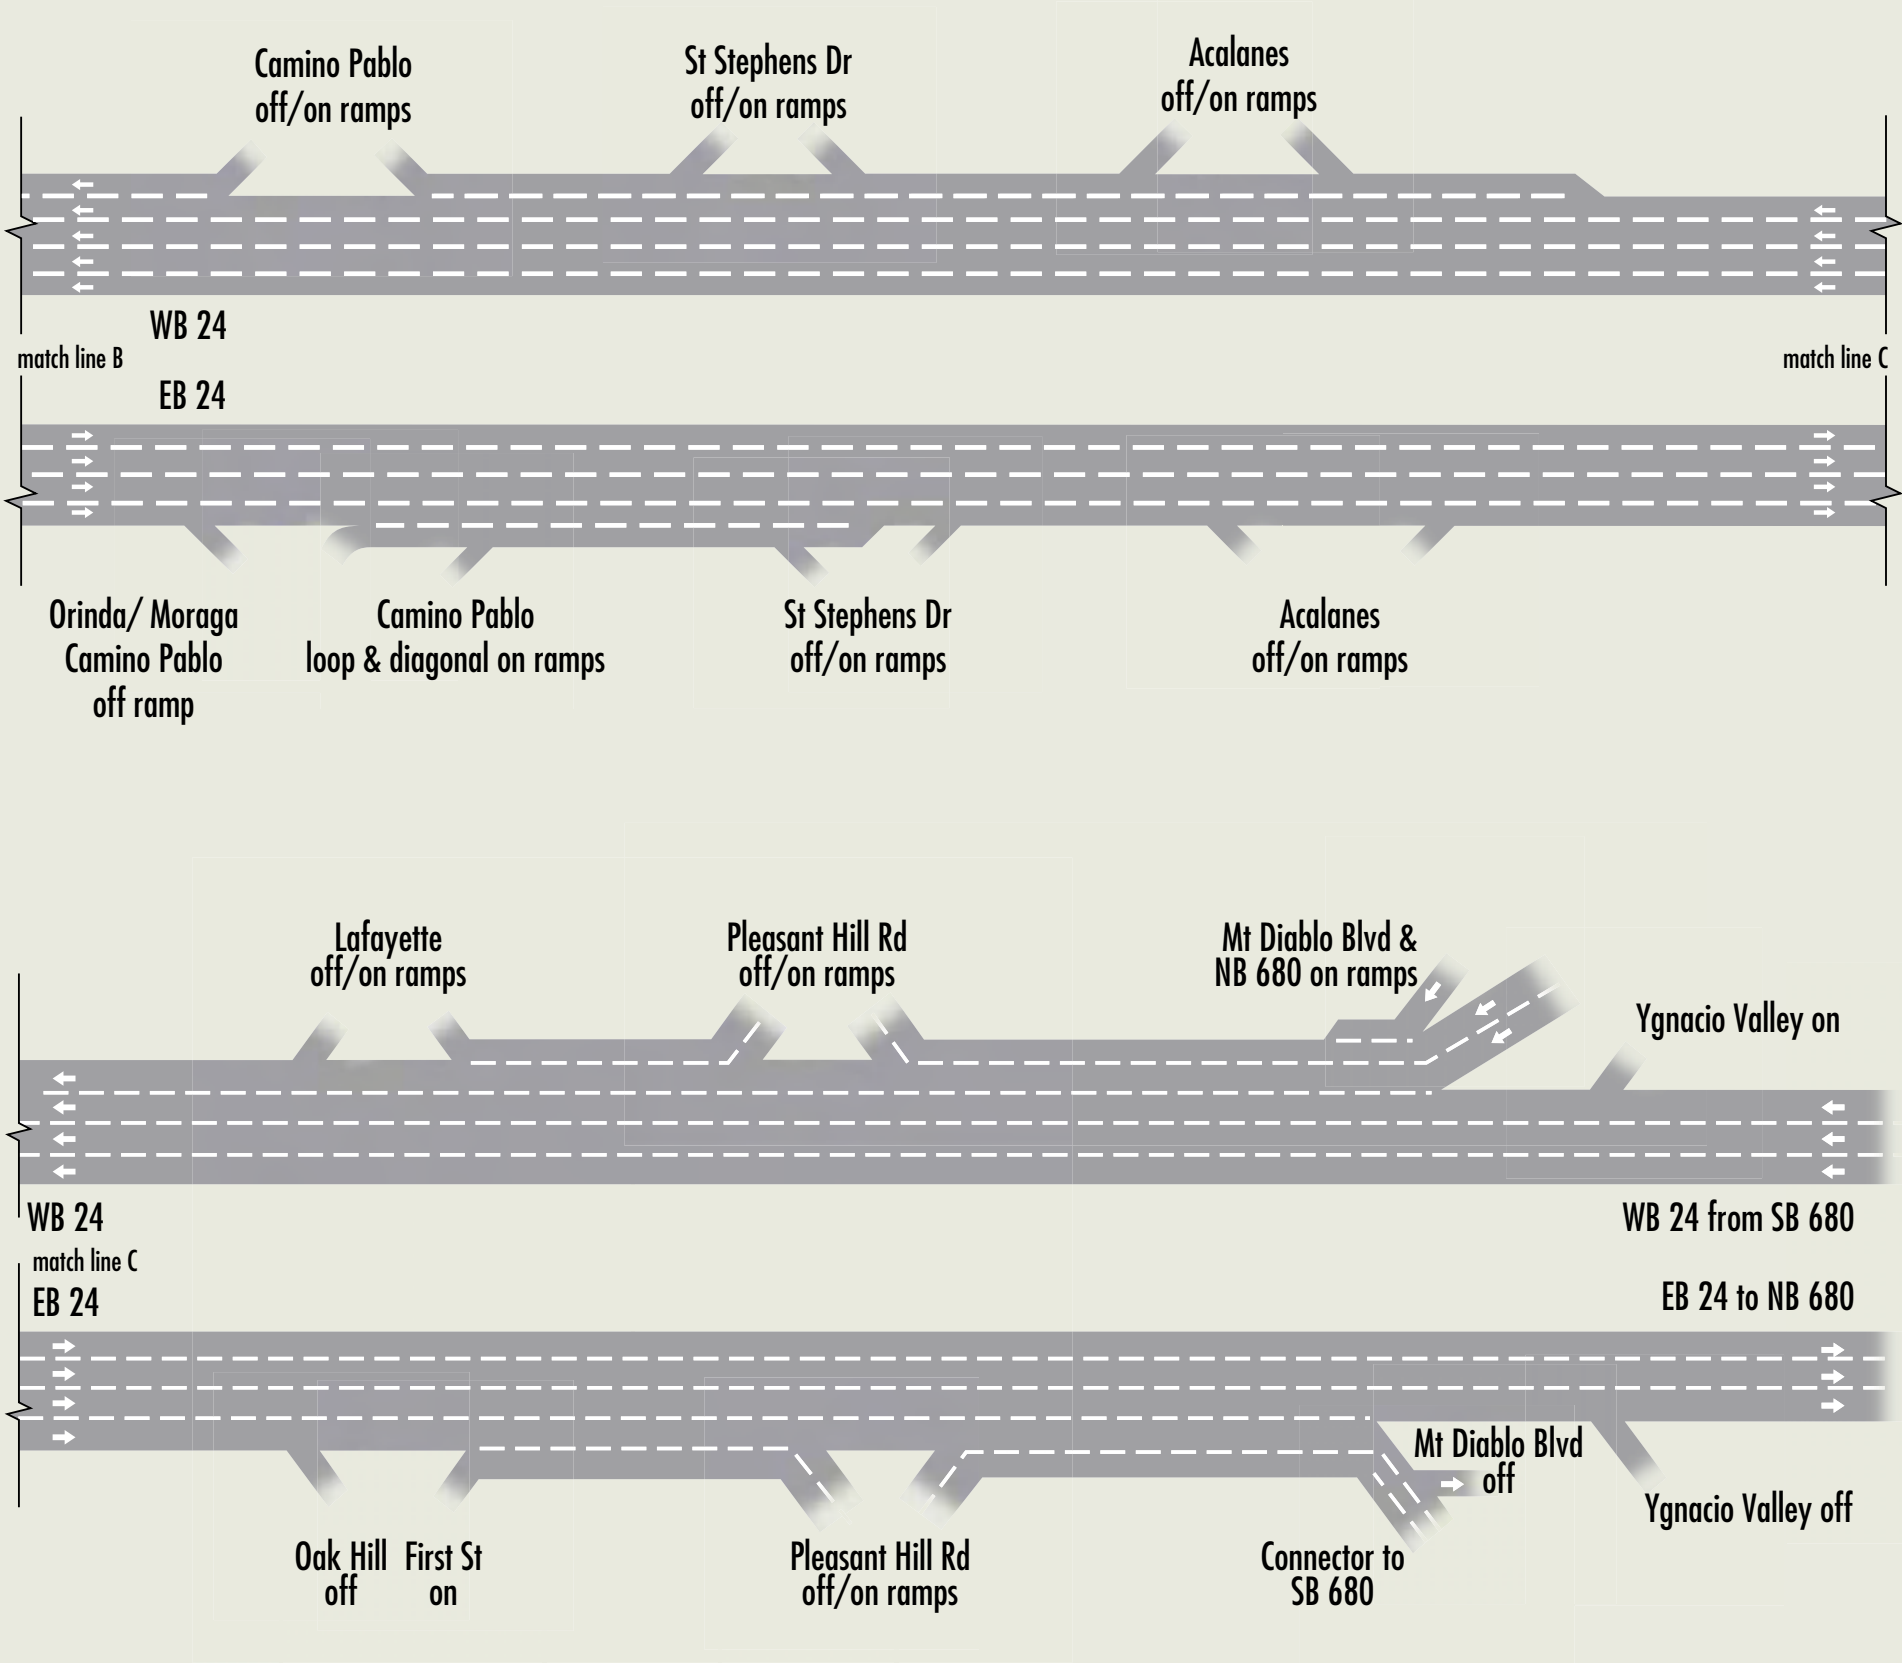 Camino Pablo
off/on ramps
St Stephens Dr
off/on ramps
Acalanes
off/on ramps
WB 24
match line B
match line C
EB 24
Orinda/ Moraga
Camino Pablo
off ramp
Camino Pablo
loop & diagonal on ramps
St Stephens Dr
off/on ramps
Acalanes
off/on ramps
Lafayette
off/on ramps
Pleasant Hill Rd
off/on ramps
Mt Diablo Blvd &
NB 680 on ramps
Ygnacio Valley on
WB 24
WB 24 from SB 680
match line C
EB 24
EB 24 to NB 680
Mt Diablo Blvd
off
Ygnacio Valley off
Oak Hill
off
First St
on
Pleasant Hill Rd
off/on ramps
Connector to
SB 680